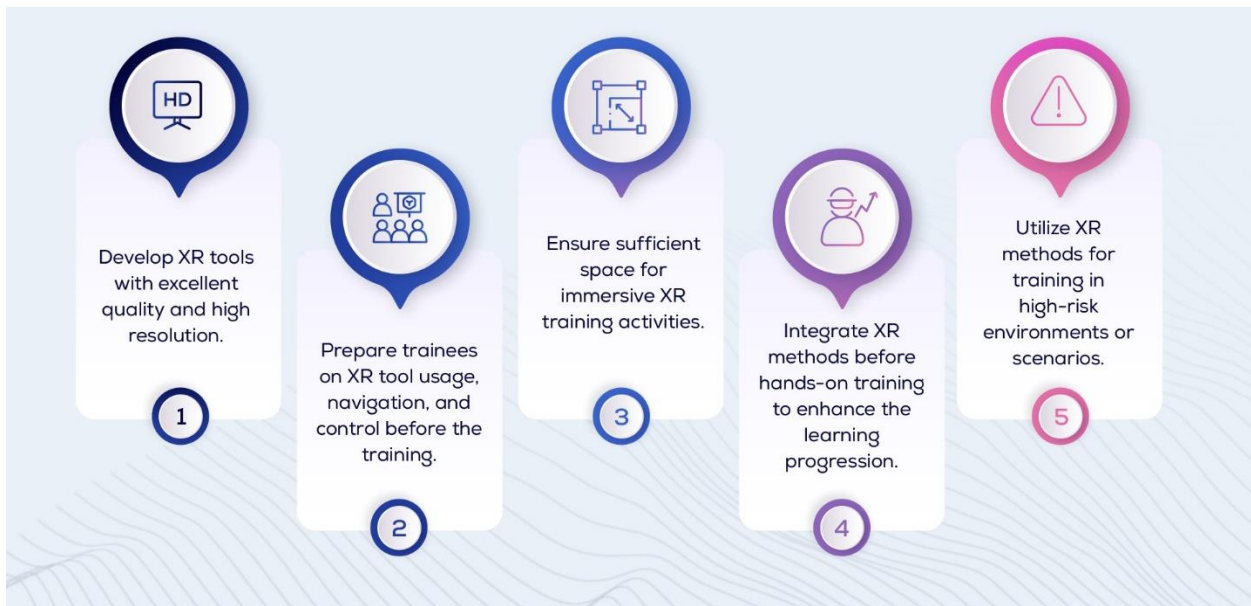 HD
Develop XR tools
with excellent
quality and high
resolution.
1
Prepare trainees
on XR tool usage,
navigation, and
control before the
training.
2
Ensure sufficient
space for
immersive XR
training activities.
3
Integrate XR
methods before
hands-on training
to enhance the
learning
progression.
4
Utilize XR
methods for
training in
high-risk
environments or
scenarios.
5